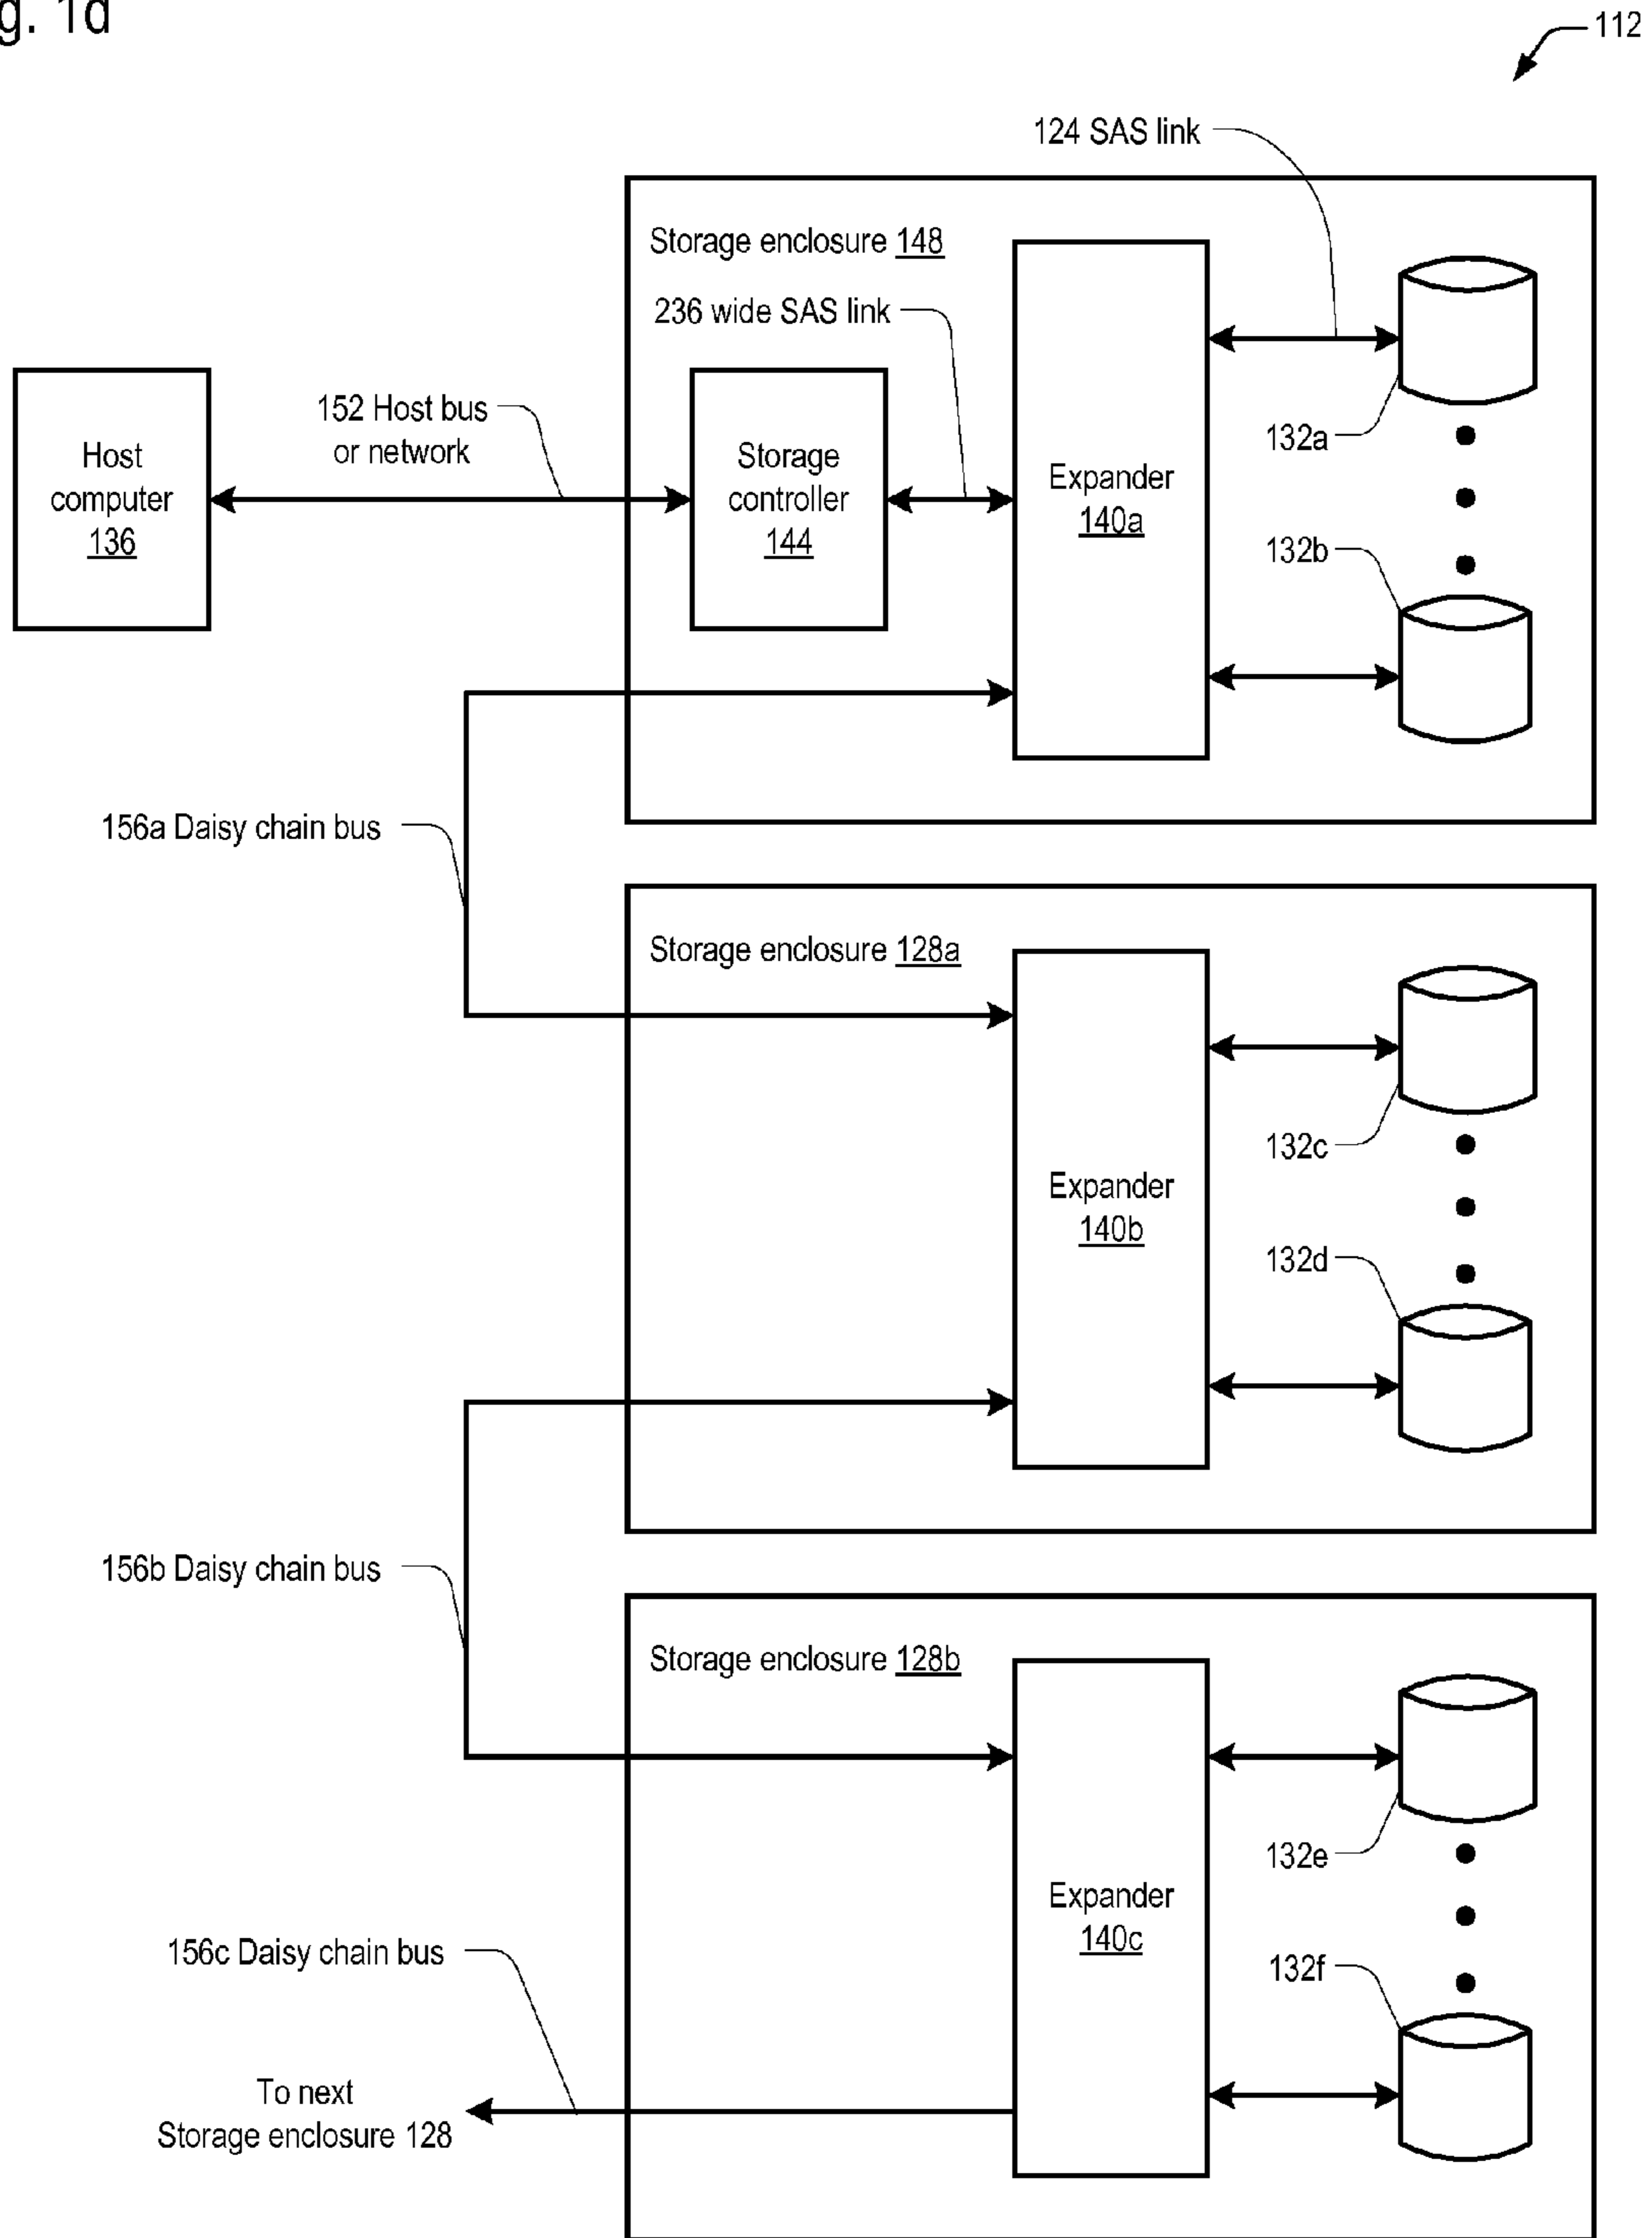 g. 1d
112
124 SAS link
Storage enclosure 148
236 wide SAS link
152 Host bus
or network
Host
computer
136
Storage
controller
144
Expander
140a
132a
132b
156a Daisy chain bus
Storage enclosure 128a
Expander
140b
132c
132d
156b Daisy chain bus
Storage enclosure 128b
Expander
140c
132e
132f
156c Daisy chain bus
To next
Storage enclosure 128